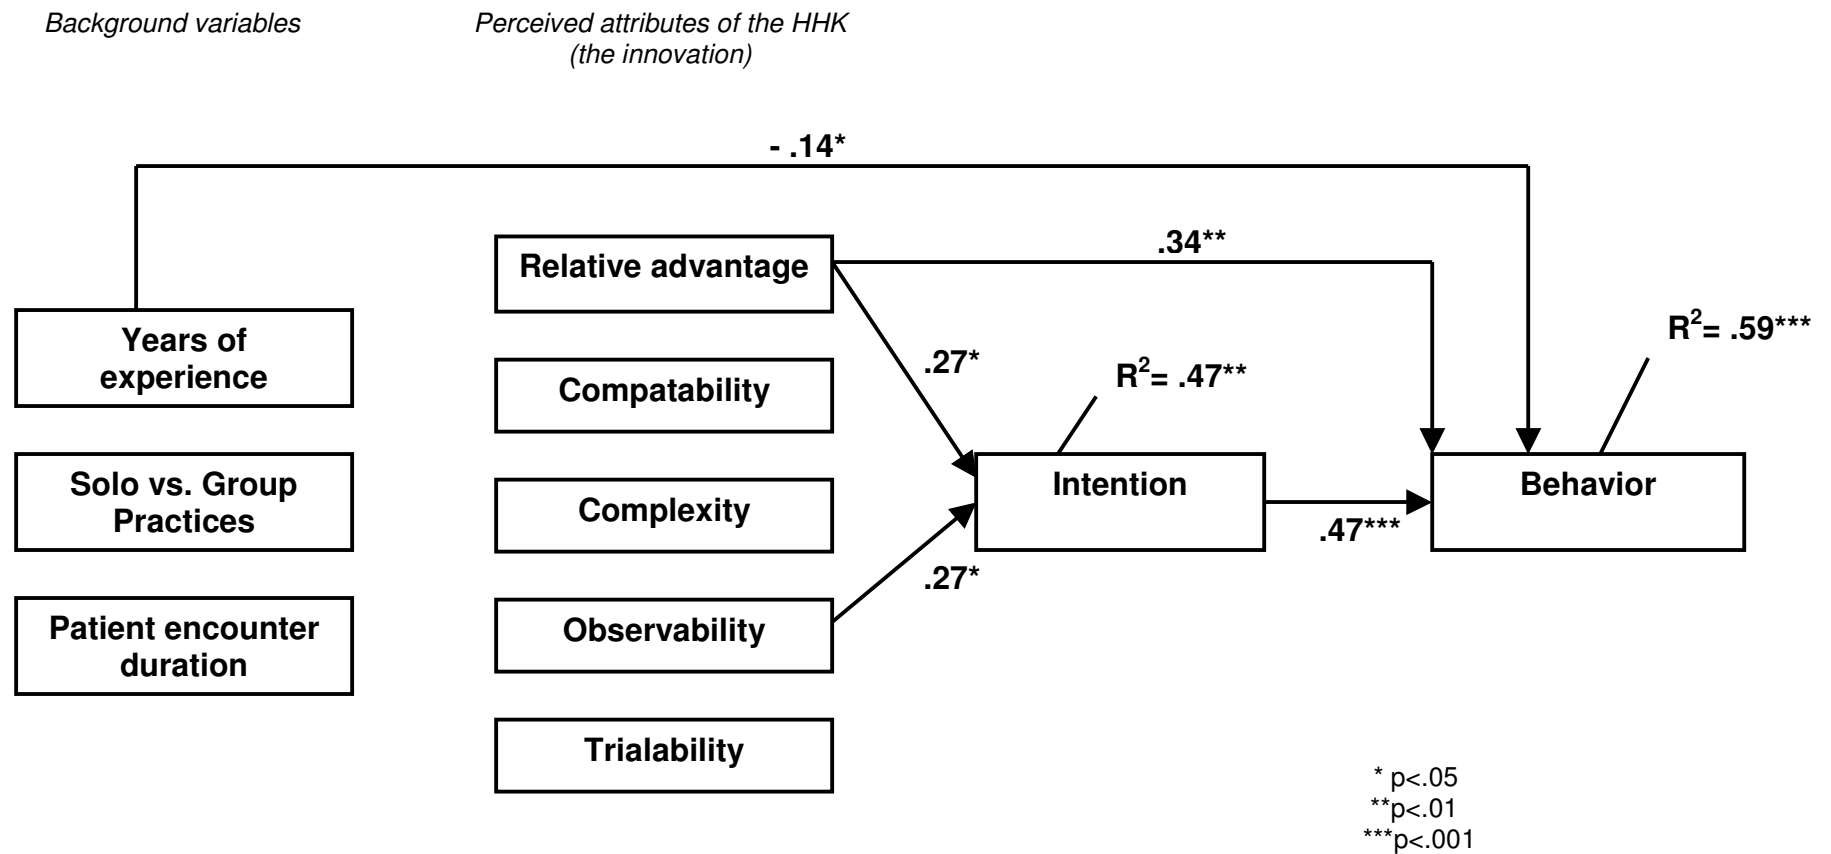 Background variables
Perceived attributes of the HHK
(the innovation)
- .14*
Relative advantage
.34**
Years of
experience
R²= .59***
.27*
R²= .47**
Compatability
Solo vs. Group
Practices
Complexity
Intention
Behavior
.47***
.27*
Patient encounter
duration
Observability
Trialability
* p<.05
**p<.01
***p<.001